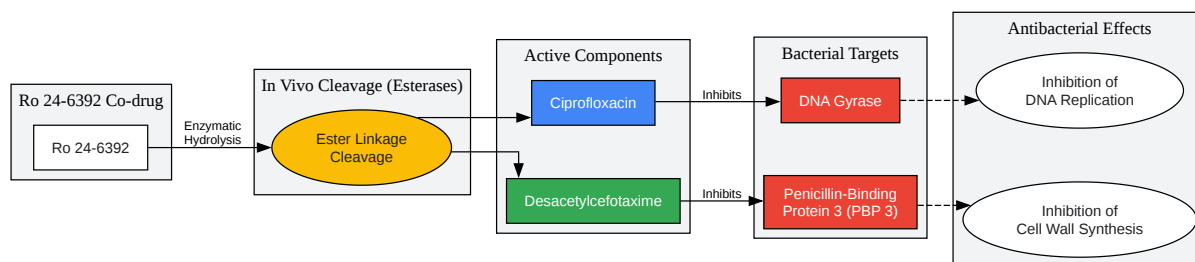 Ro 24-6392 Co-drug
Ro 24-6392
Enzymatic
Hydrolysis
In Vivo Cleavage (Esterases)
Ester Linkage
Cleavage
Active Components
Ciprofloxacin
Desacetylcefotaxime
Inhibits
Inhibits
Bacterial Targets
DNA Gyrase
Penicillin-Binding
Protein 3 (PBP 3)
Antibacterial Effects
Inhibition of
DNA Replication
Inhibition of
Cell Wall Synthesis